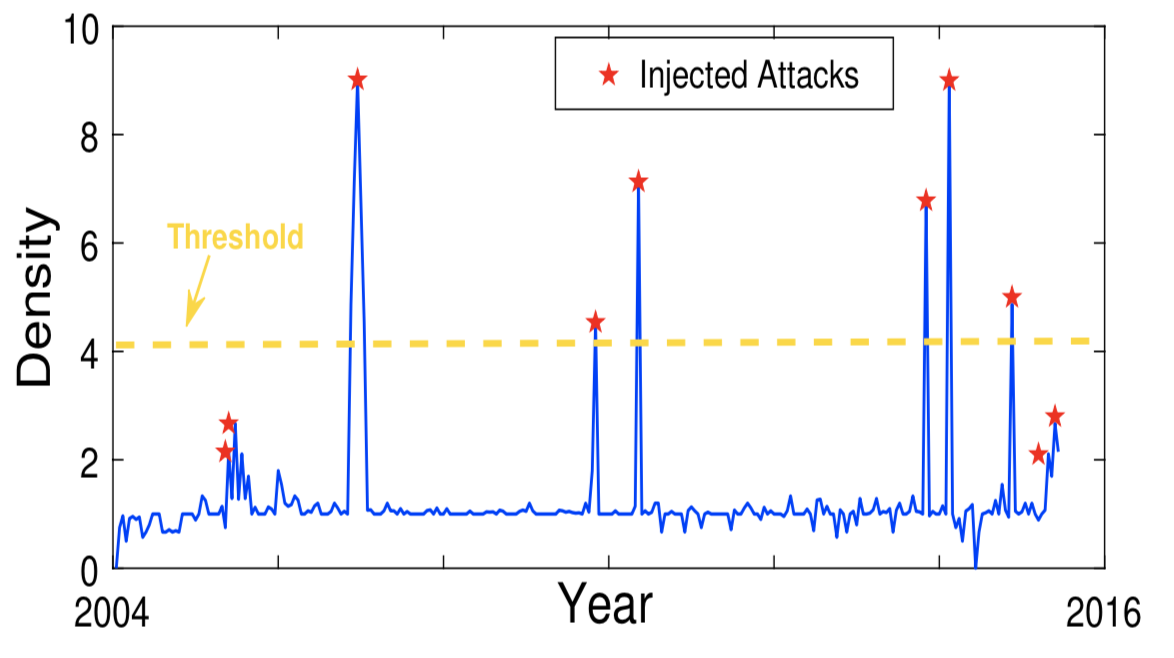 10
Injected Attacks
8
Threshold
6
Density
4
2
0
2004
Year
2016